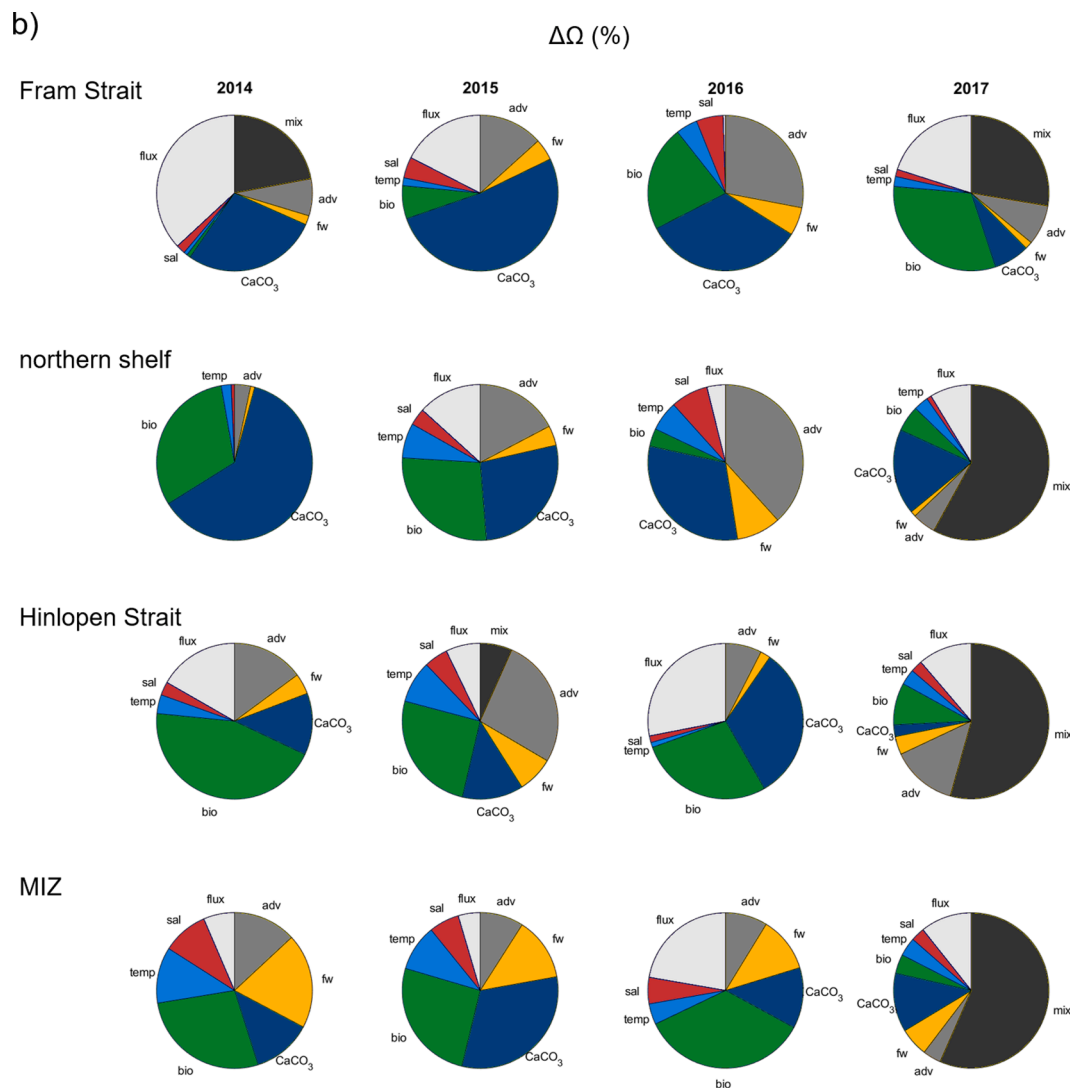 b)
ΔΩ (%)
Fram Strait
2014
2015
2016
2017
mix
adv
fw
CaCO3
sal
flux
adv
fw
CaCO3
bio
temp
sal
flux
adv
fw
CaCO3
bio
temp
sal
mix
adv
fw
CaCO3
bio
temp
sal
flux
northern shelf
adv
CaCO3
bio
temp
adv
fw
CaCO3
bio
temp
sal
flux
adv
fw
CaCO3
bio
temp
sal
flux
mix
adv
fw
CaCO3
bio
temp
flux
Hinlopen Strait
adv
fw
CaCO3
bio
temp
sal
flux
mix
adv
fw
CaCO3
bio
temp
sal
flux
adv
fw
CaCO3
bio
temp
sal
flux
mix
adv
fw
CaCO3
bio
temp
sal
flux
MIZ
adv
fw
CaCO3
bio
temp
sal
flux
adv
fw
CaCO3
bio
temp
sal
flux
adv
fw
CaCO3
bio
temp
sal
flux
mix
adv
fw
CaCO3
bio
temp
sal
flux